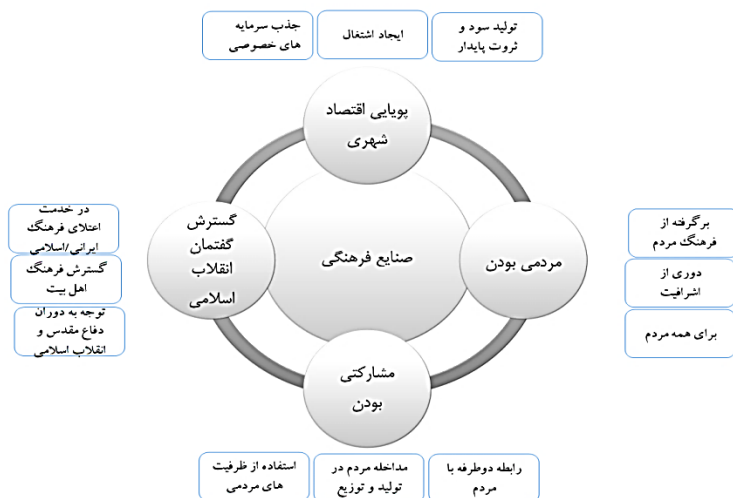 تولید سود و
ثروت پایدار
ایجاد اشتغال
جذب سرمایه
های خصوصی
پویایی اقتصاد
شهری
برگرفته از
فرهنگ مردم
دوری از
اشرافیت
برای همه مردم
مردمی بودن
صنایع فرهنگی
گسترش
گفتمان
انقلاب
اسلامی
در خدمت
اعتلای فرهنگ
ایرانی/اسلامی
گسترش فرهنگ
اهل بیت
توجه به دوران
دفاع مقدس و
انقلاب اسلامی
مشارکتی
بودن
رابطه دوطرفه با
مردم
مداخله مردم در
تولید و توزیع
استفاده از ظرفیت
های مردمی